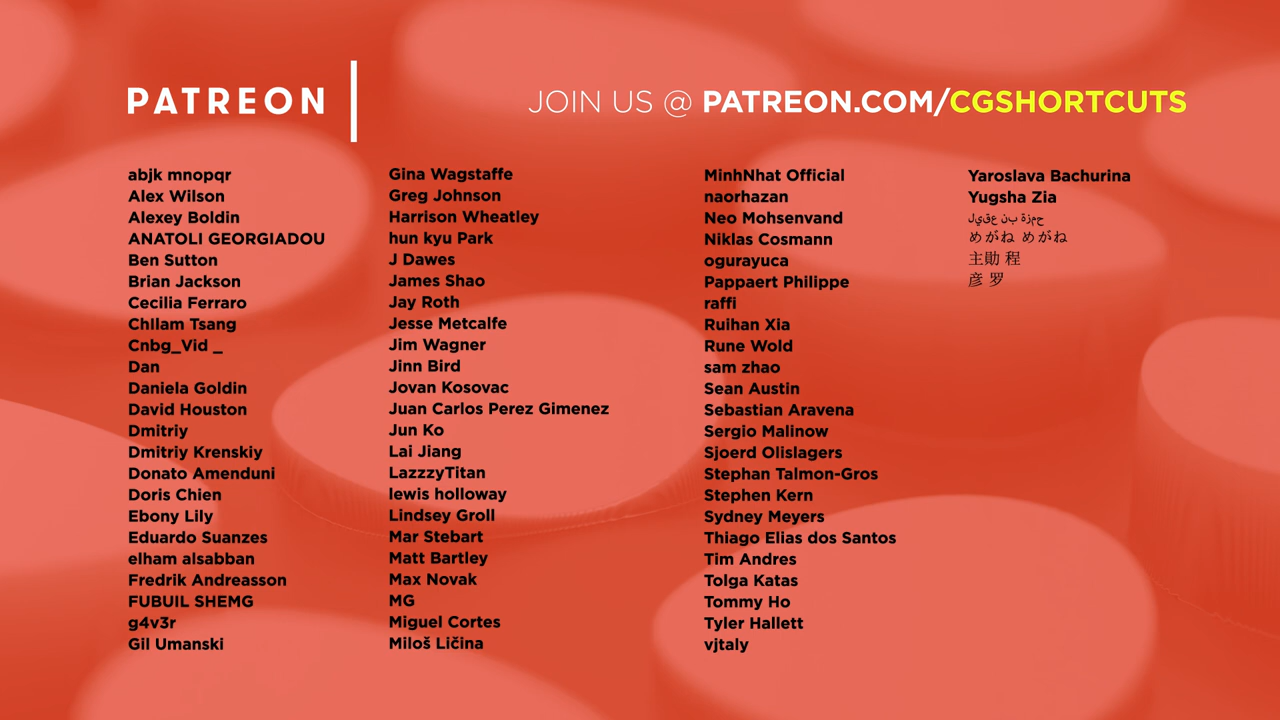 PATREON
JOIN US @ PATREON.COM/CGSHORTCUTS
abjk mnopqr
Alex Wilson
Alexey Boldin
ANATOLI GEORGIADOU
Ben Sutton
Brian Jackson
Cecilia Ferraro
ChIlam Tsang
Cnbg_Vid _
Dan
Daniela Goldin
David Houston
Dmitriy
Dmitriy Krenskiy
Donato Amenduni
Doris Chien
Ebony Lily
Eduardo Suanzes
elham alsabban
Fredrik Andreasson
FUBUIL SHEMG
g4v3r
Gil Umanski
Gina Wagstaffe
Greg Johnson
Harrison Wheatley
hun kyu Park
J Dawes
James Shao
Jay Roth
Jesse Metcalfe
Jim Wagner
Jinn Bird
Jovan Kosovac
Juan Carlos Perez Gimenez
Jun Ko
Lai Jiang
LazzzyTitan
lewis holloway
Lindsey Groll
Mar Stebart
Matt Bartley
Max Novak
MG
Miguel Cortes
Miloš Ličina
MinhNhat Official
naorhazan
Neo Mohsenvand
Niklas Cosmann
ogurayuca
Pappaert Philippe
raffi
Ruihan Xia
Rune Wold
sam zhao
Sean Austin
Sebastian Aravena
Sergio Malinow
Sjoerd Olislagers
Stephan Talmon-Gros
Stephen Kern
Sydney Meyers
Thiago Elias dos Santos
Tim Andres
Tolga Katas
Tommy Ho
Tyler Hallett
vjtaly
Yaroslava Bachurina
Yugsha Zia
حمزة بن عقيل
めがね めがね
主勛 程
彦 罗